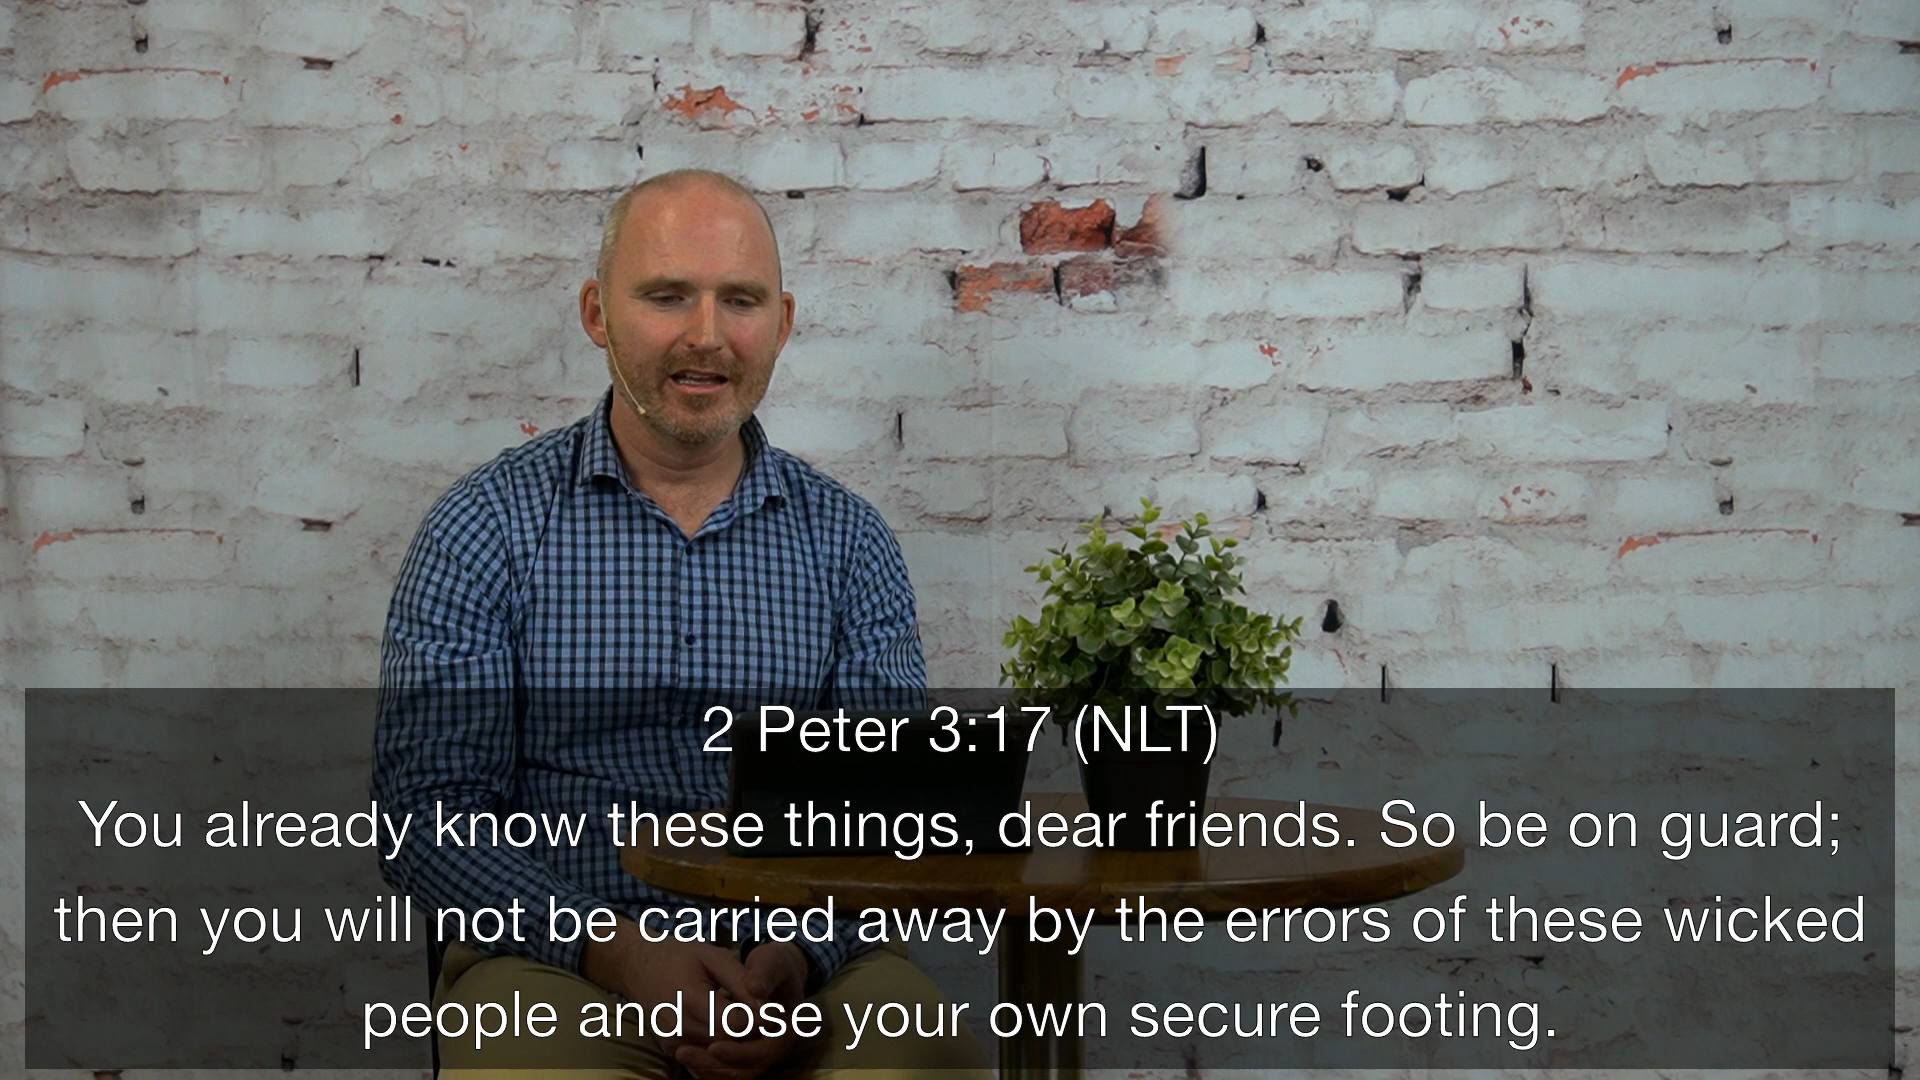 2 Peter 3:17 (NLT)
You already know these things, dear friends. So be on guard;
then you will not be carried away by the errors of these wicked
people and lose your own secure footing.